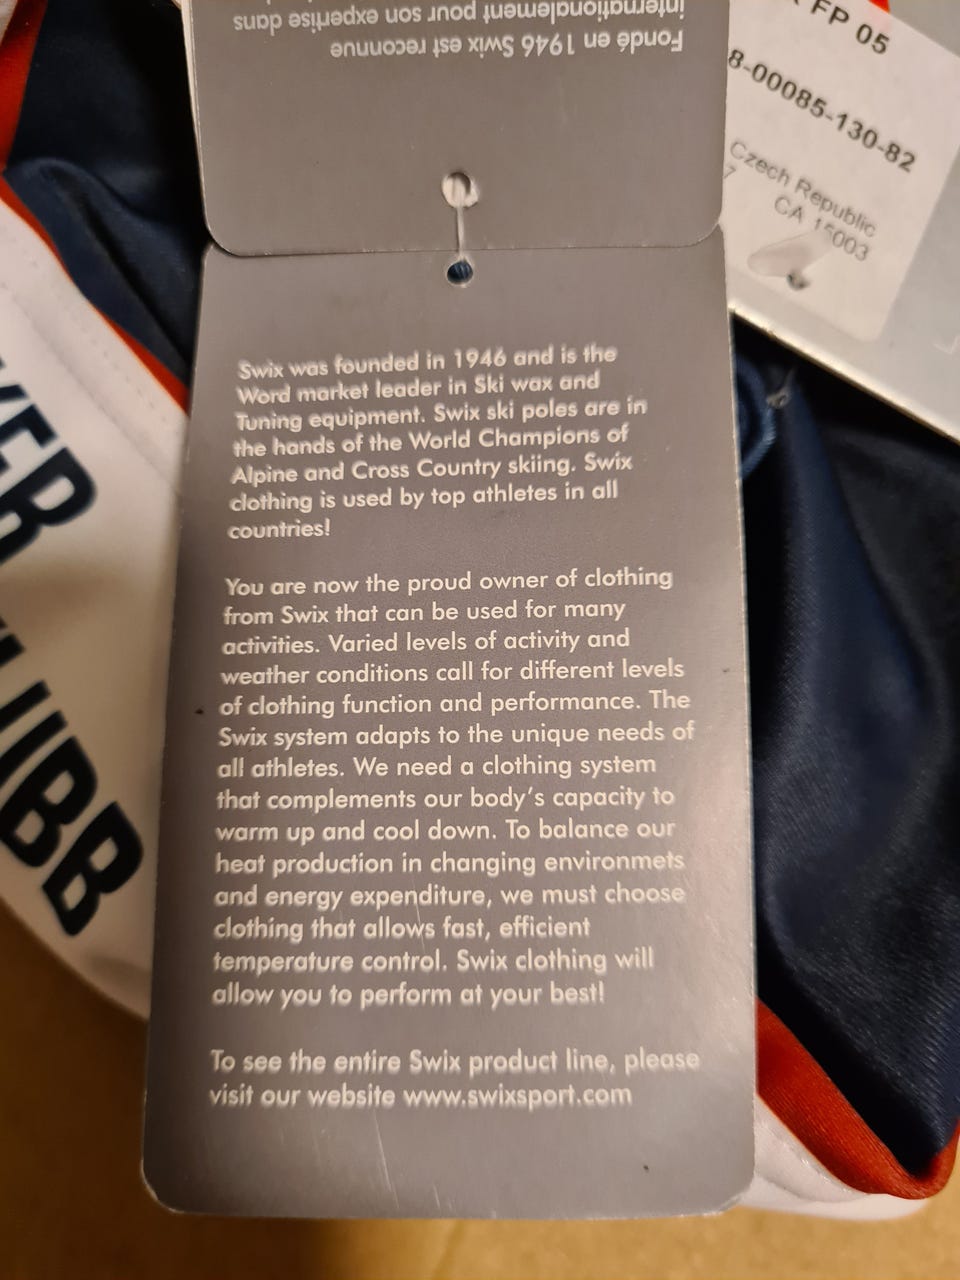 Fondé en 1946 Swix est reconnue
internationlement pour son expertise dans
FP 05
8-00085-130-82
Czech Republic
7
CA 15003
Swix was founded in 1946 and is the
Word market leader in Ski wax and
Tuning equipment. Swix ski poles are in
the hands of the World Champions of
Alpine and Cross Country skiing. Swix
clothing is used by top athletes in all
countries!
You are now the proud owner of clothing
from Swix that can be used for many
activities. Varied levels of activity and
weather conditions call for different levels
of clothing function and performance. The
Swix system adapts to the unique needs of
all athletes. We need a clothing system
that complements our body's capacity to
warm up and cool down. To balance our
heat production in changing environmets
and energy expenditure, we must choose
clothing that allows fast, efficient
temperature control. Swix clothing will
allow you to perform at your best!
To see the entire Swix product line, please
visit our website www.swixsport.com